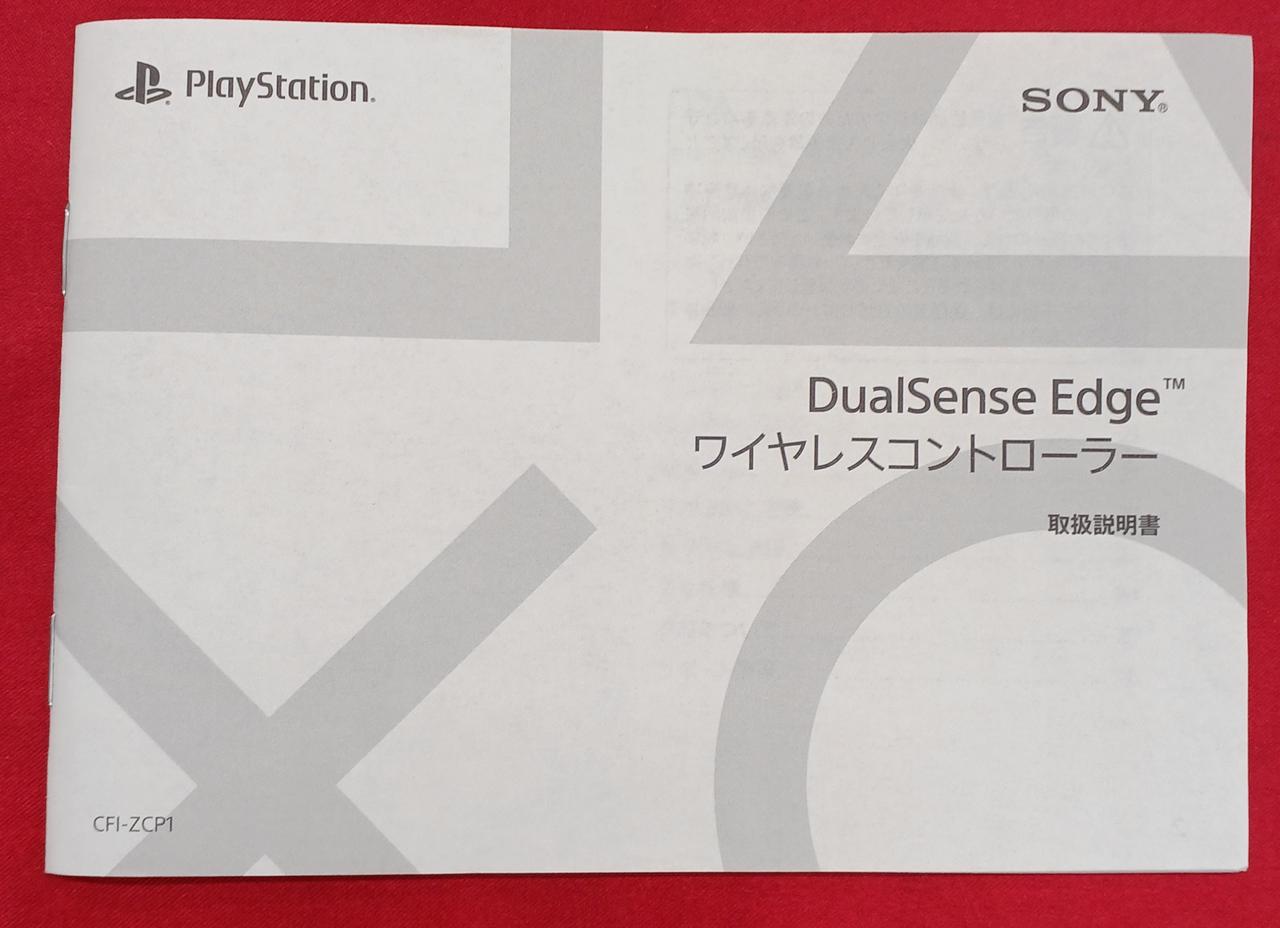 PlayStation®
SONY®
DualSense Edge™
ワイヤレスコントローラー
取扱説明書
CFI-ZCP1